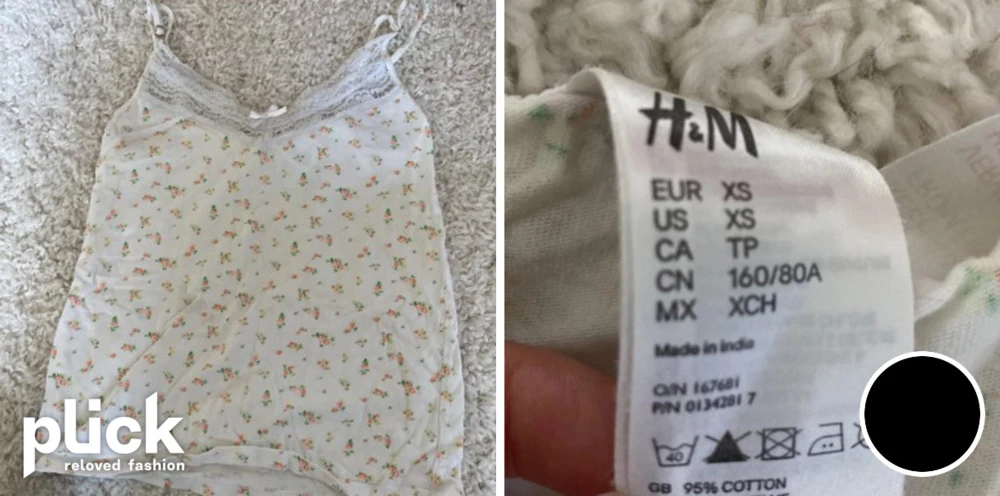 plick
reloved fashion
H&M
EUR XS
US XS
CA TP
CN 160/80A
MX XCH
Made in India
O/N 167681
P/N 0134281 7
40
GB 95% COTTON